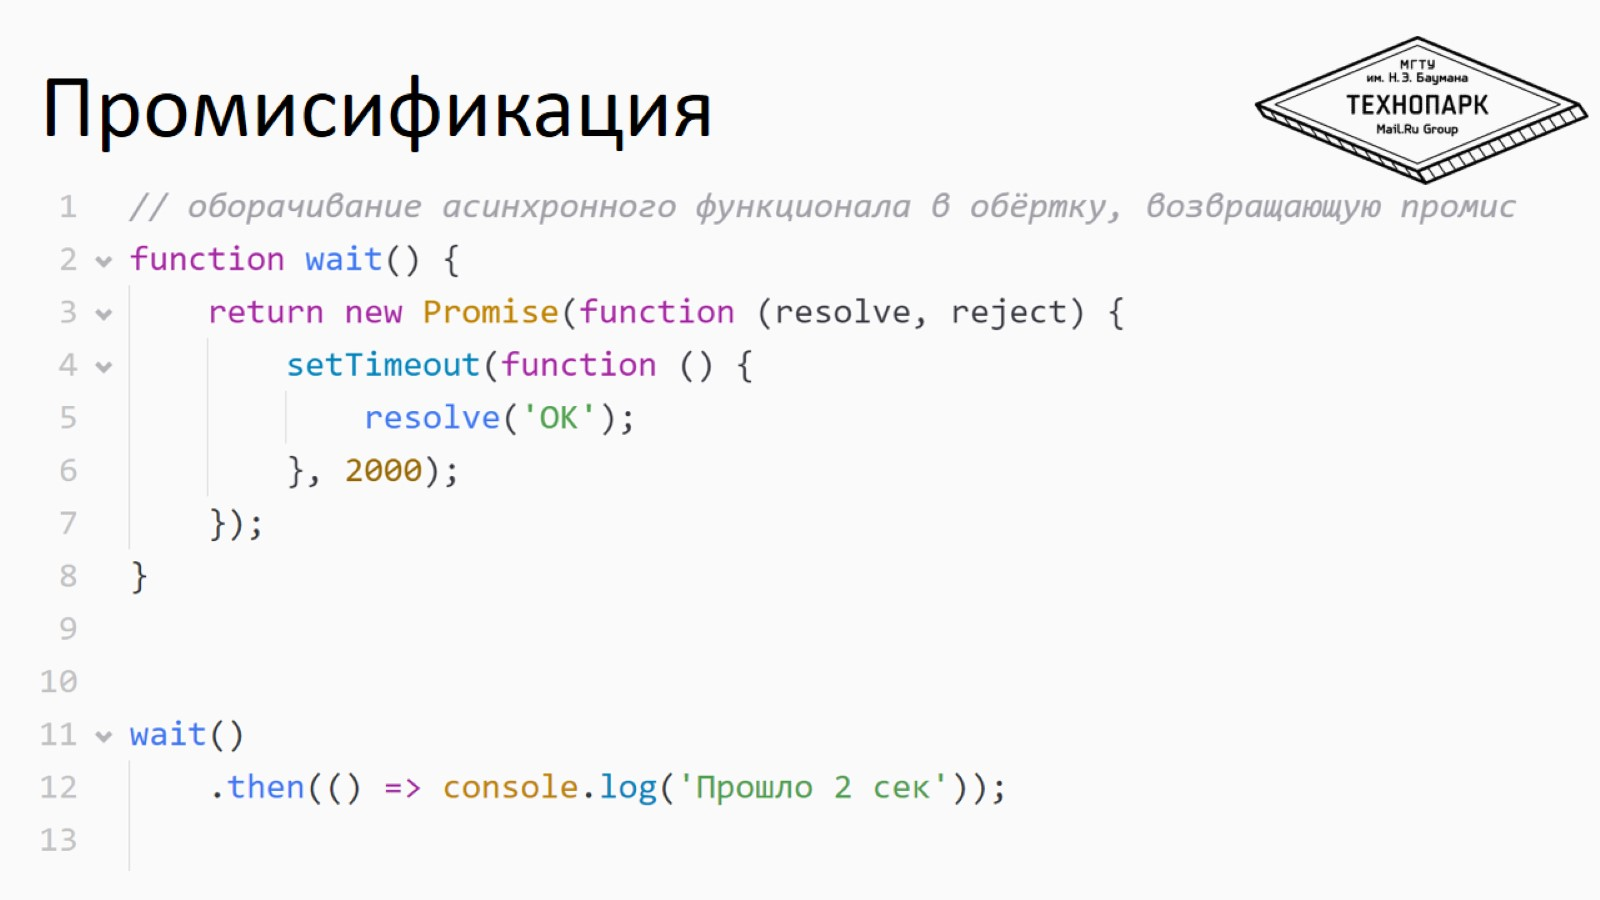 Промисификация
МГТУ
им. Н.Э. Баумана
ТЕХНОПАРК
Mail.Ru Group
1 // оборачивание асинхронного функционала в обёртку, возвращающую промис
2 function wait() {
3 return new Promise(function (resolve, reject) {
4 setTimeout(function () {
5 resolve('OK');
6 }, 2000);
7 });
8 }
9
10
11 wait()
12 .then(() => console.log('Прошло 2 сек'));
13